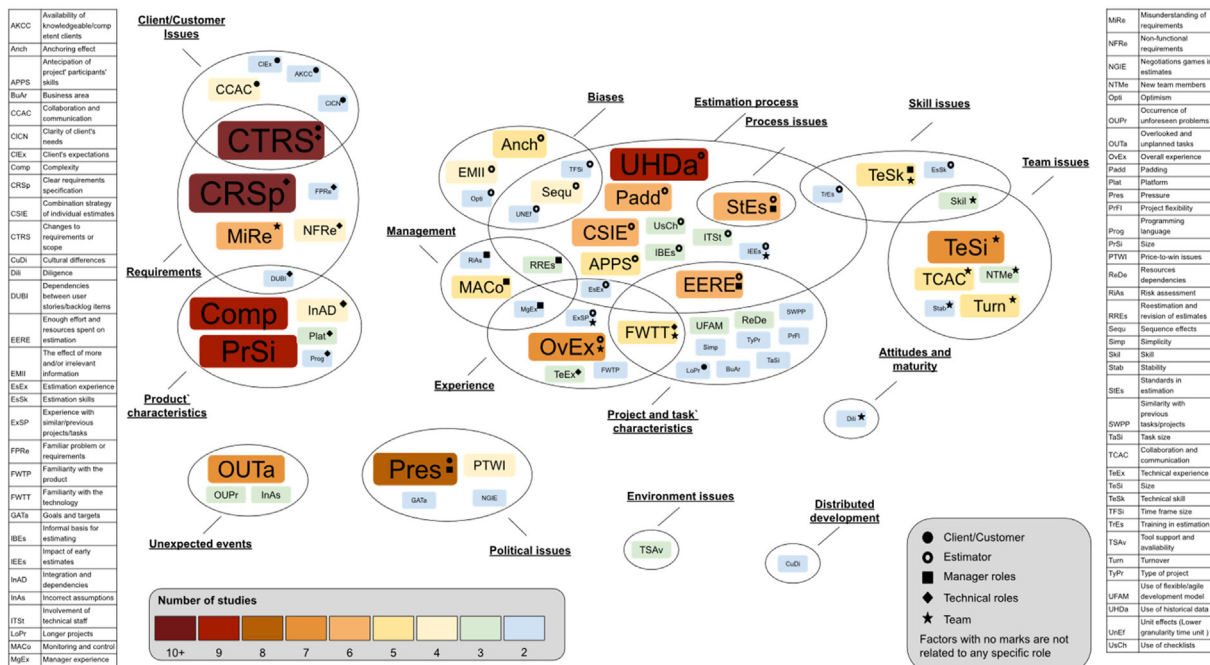 AKCC Availability of
knowledgeable/comp
etent clients
Anch Anchoring effect
APPS Antecipation of
project' participants'
skills
BuAr Business area
CCAC Collaboration and
communication
ClCN Clarity of client's
needs
ClEx Client's expectations
Comp Complexity
CRSp Clear requirements
specification
CSIE Combination strategy
of individual estimates
CTRS Changes to
requirements or
scope
CuDi Cultural differences
Dili Diligence
DUBI Dependencies
between user
stories/backlog items
EERE Enough effort and
resources spent on
estimation
EMII The effect of more
and/or irrelevant
information
EsEx Estimation experience
EsSk Estimation skills
ExSP Experience with
similar/previous
projects/tasks
FPRe Familiar problem or
requirements
FWTP Familiarity with the
product
FWTT Familiarity with the
technology
GATa Goals and targets
IBEs Informal basis for
estimating
IEEs Impact of early
estimates
InAD Integration and
dependencies
InAs Incorrect assumptions
ITSt Involvement of
technical staff
LoPr Longer projects
MACo Monitoring and control
MgEx Manager experience
Client/Customer
Issues
ClEx
AKCC
CCAC
ClCN
CTRS
CRSp
FPRe
MiRe
NFRe
Requirements
DUBI
Comp
InAD
Plat
PrSi
Prog
Product`
characteristics
Biases
Anch
EMII
TFSi
Opti
Sequ
UNEf
Estimation process
Process issues
UHDa
Padd
StEs
CSIE
UsCh
ITSt
IBEs
IEEs
APPS
EsEx
EERE
Management
RiAs
RREs
MACo
MgEx
ExSP
OvEx
FWTT
TeEx
FWTP
Experience
UFAM
ReDe
SWPP
Simp
TyPr
PrFl
LoPr
BuAr
TaSi
Project and task`
characteristics
Skill issues
TeSk
EsSk
TrEs
Skil
Team issues
TeSi
TCAC
NTMe
Stab
Turn
Attitudes and
maturity
Dili
OUTa
OUPr
InAs
Unexpected events
Pres
PTWI
GATa
NGIE
Political issues
Environment issues
TSAv
Distributed
development
CuDi
Number of studies
10+ 9 8 7 6 5 4 3 2
Client/Customer
Estimator
Manager roles
Technical roles
Team
Factors with no marks are not
related to any specific role
MiRe Misunderstanding of
requirements
NFRe Non-functional
requirements
NGIE Negotiations games in
estimates
NTMe New team members
Opti Optimism
OUPr Occurrence of
unforeseen problems
OUTa Overlooked and
unplanned tasks
OvEx Overall experience
Padd Padding
Plat Platform
Pres Pressure
PrFl Project flexibility
Prog Programming
language
PrSi Size
PTWI Price-to-win issues
ReDe Resources
dependencies
RiAs Risk assessment
RREs Reestimation and
revision of estimates
Sequ Sequence effects
Simp Simplicity
Skil Skill
Stab Stability
StEs Standards in
estimation
SWPP Similarity with
previous
tasks/projects
TaSi Task size
TCAC Collaboration and
communication
TeEx Technical experience
TeSi Size
TeSk Technical skill
TFSi Time frame size
TrEs Training in estimation
TSAv Tool support and
availability
Turn Turnover
TyPr Type of project
UFAM Use of flexible/agile
development model
UHDa Use of historical data
UnEf Unit effects (Lower
granularity time unit )
UsCh Use of checklists